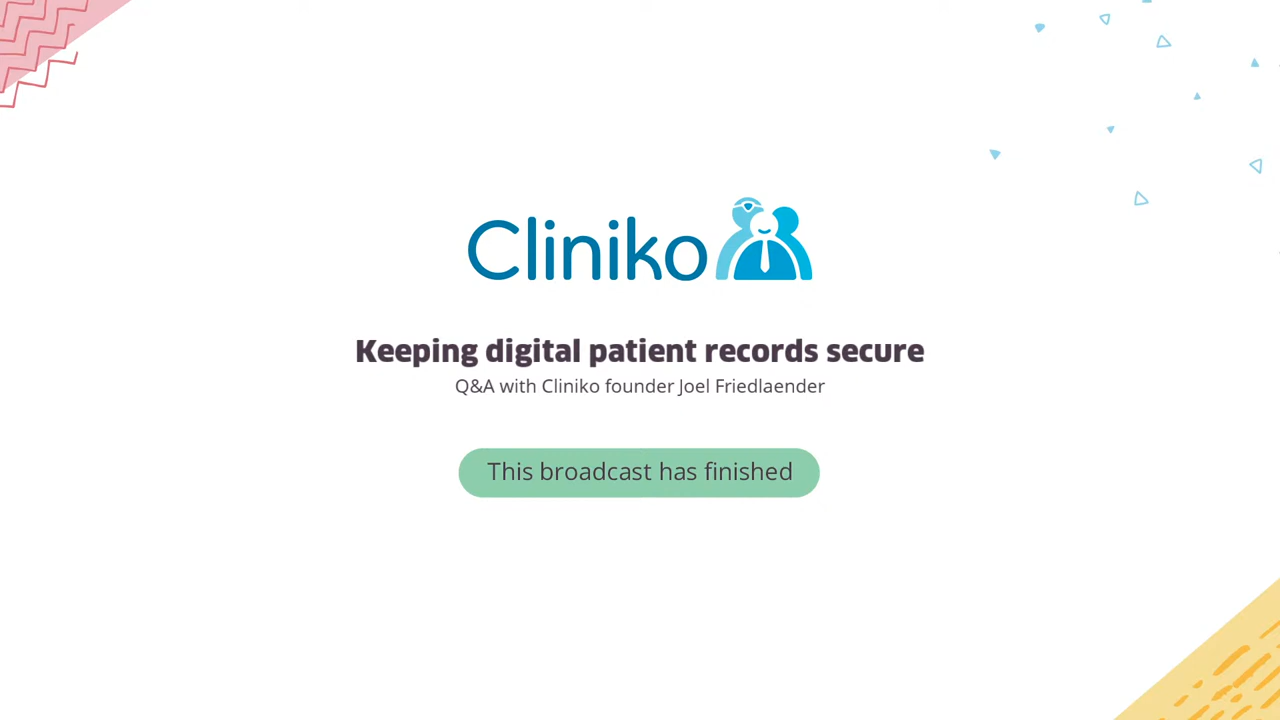 Cliniko
Keeping digital patient records secure
Q&A with Cliniko founder Joel Friedlaender
This broadcast has finished